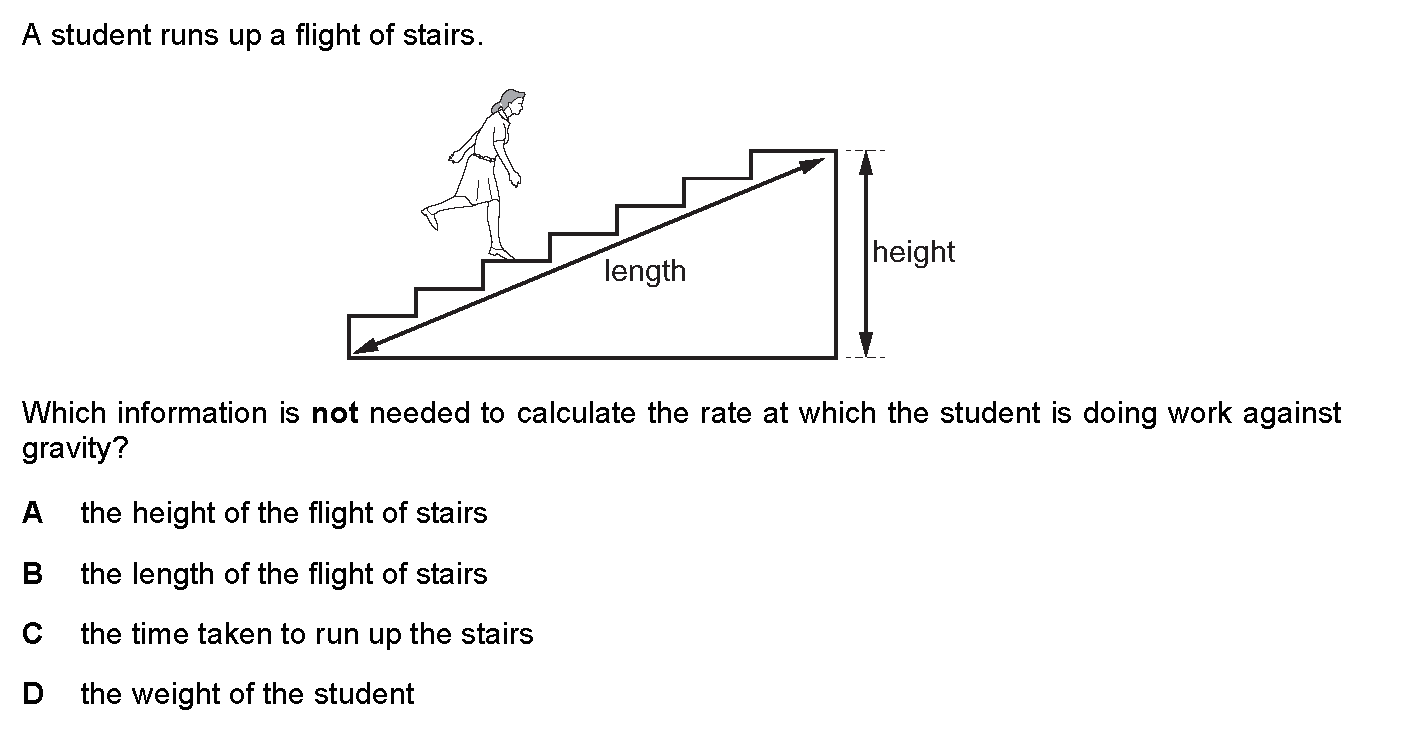 A student runs up a flight of stairs.
length
height
Which information is not needed to calculate the rate at which the student is doing work against
gravity?
A the height of the flight of stairs
B the length of the flight of stairs
C the time taken to run up the stairs
D the weight of the student